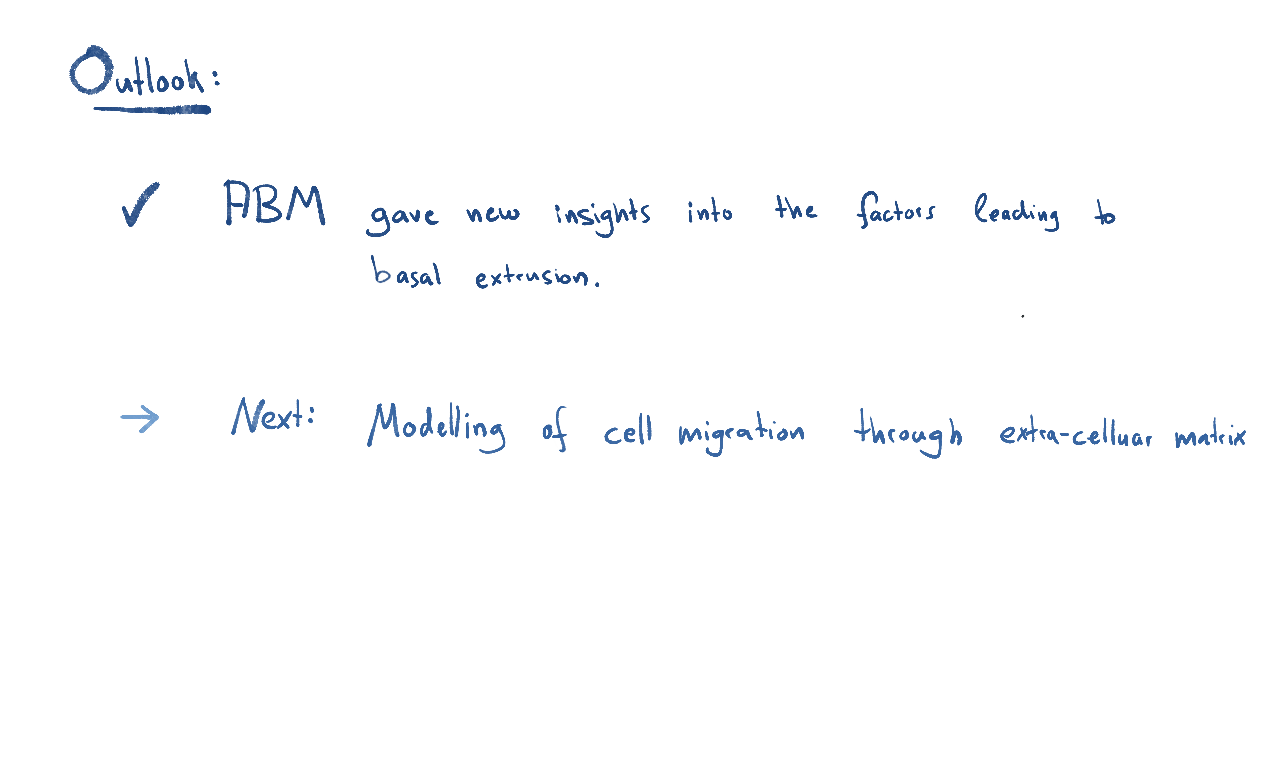 Outlook:
✓ ABM gave new insights into the factors leading to
basal extrusion.
→ Next: Modelling of cell migration through extra-celluar matrix